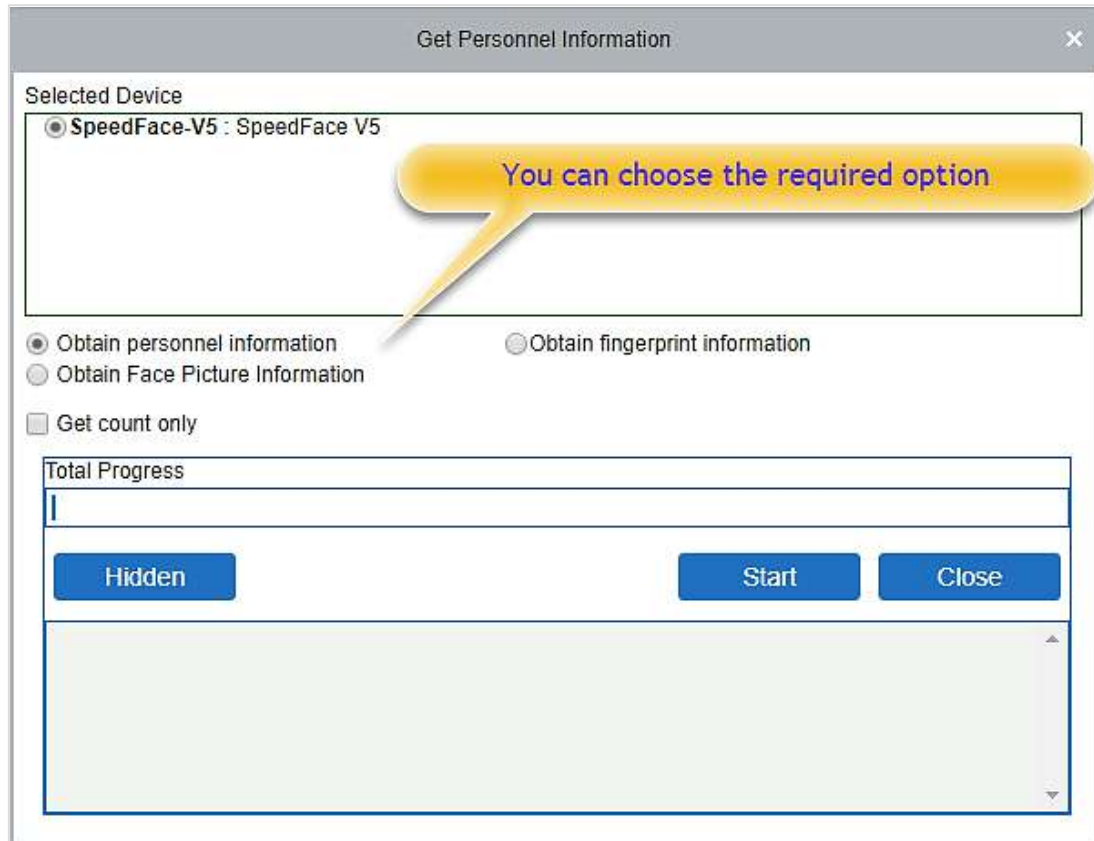 Get Personnel Information ×
Selected Device
SpeedFace-V5 : SpeedFace V5
You can choose the required option
Obtain personnel information Obtain fingerprint information
Obtain Face Picture Information
Get count only
Total Progress
Hidden Start Close